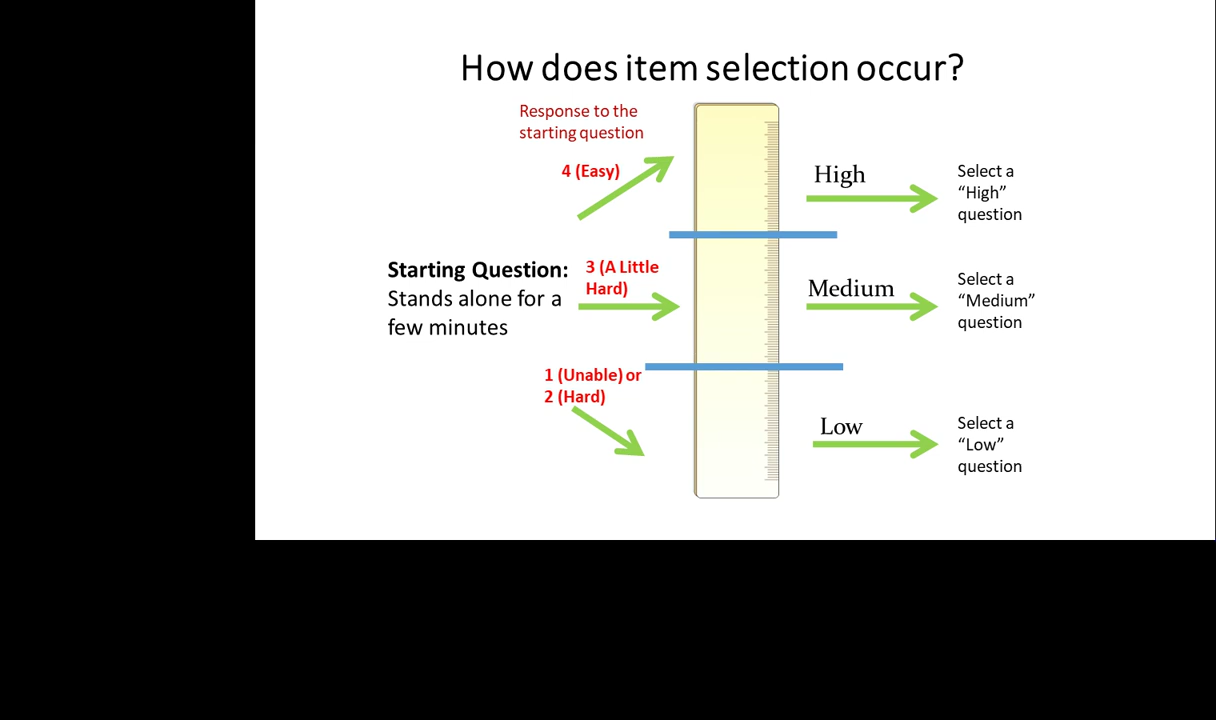 How does item selection occur?
Response to the
starting question
4 (Easy)
High
Select a
“High”
question
Starting Question:
Stands alone for a
few minutes
3 (A Little
Hard)
Medium
Select a
“Medium”
question
1 (Unable) or
2 (Hard)
Low
Select a
“Low”
question